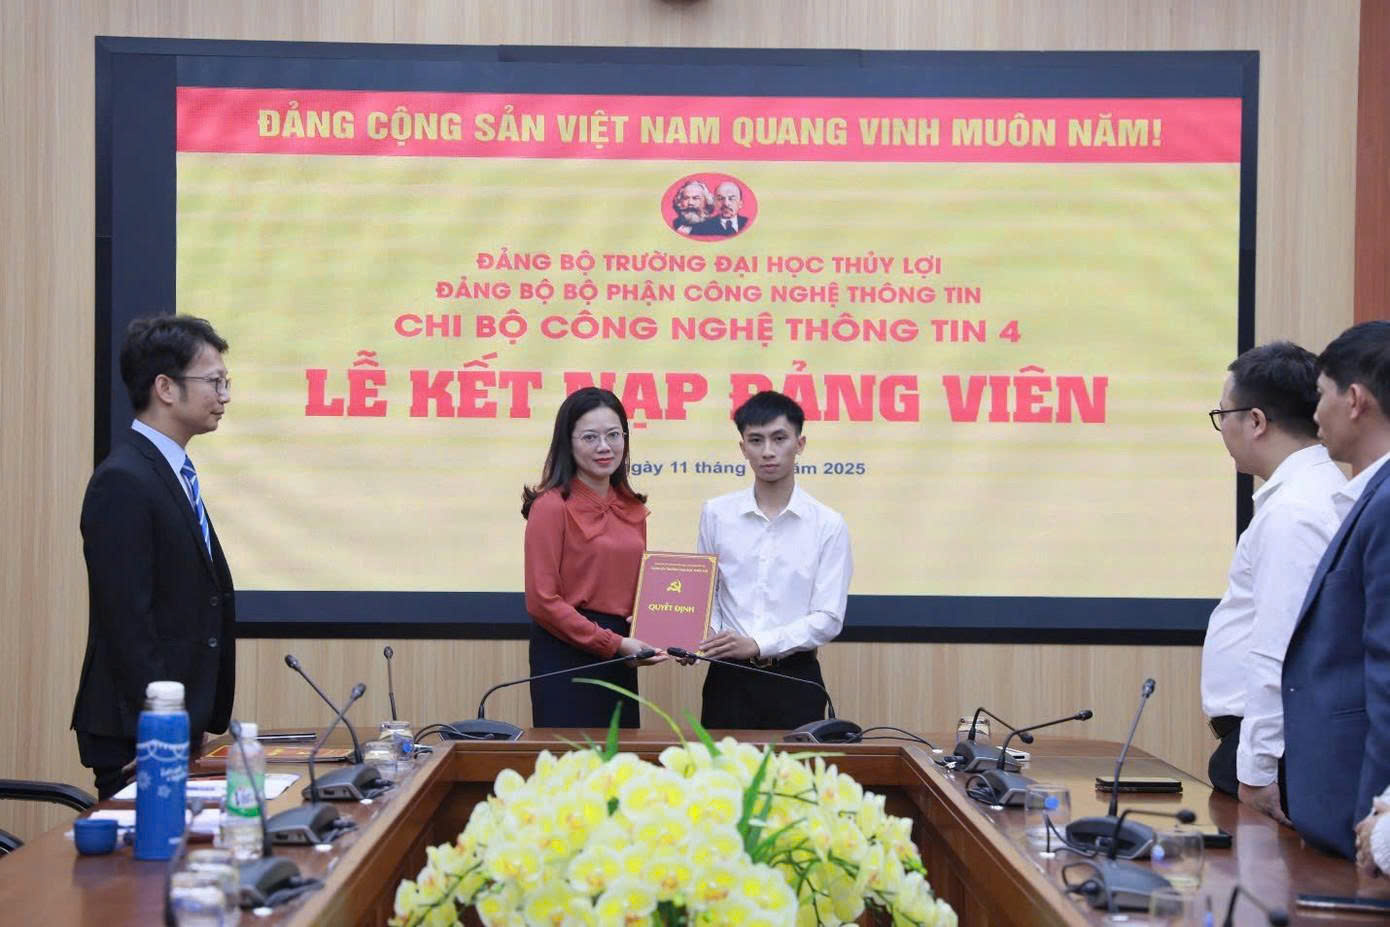 ĐẢNG CỘNG SẢN VIỆT NAM QUANG VINH MUÔN NĂM!
ĐẢNG BỘ TRƯỜNG ĐẠI HỌC THỦY LỢI
ĐẢNG BỘ BỘ PHẬN CÔNG NGHỆ THÔNG TIN
CHI BỘ CÔNG NGHỆ THÔNG TIN 4
LỄ KẾT NẠP ĐẢNG VIÊN
gày 11 tháng năm 2025
QUYẾT ĐỊNH